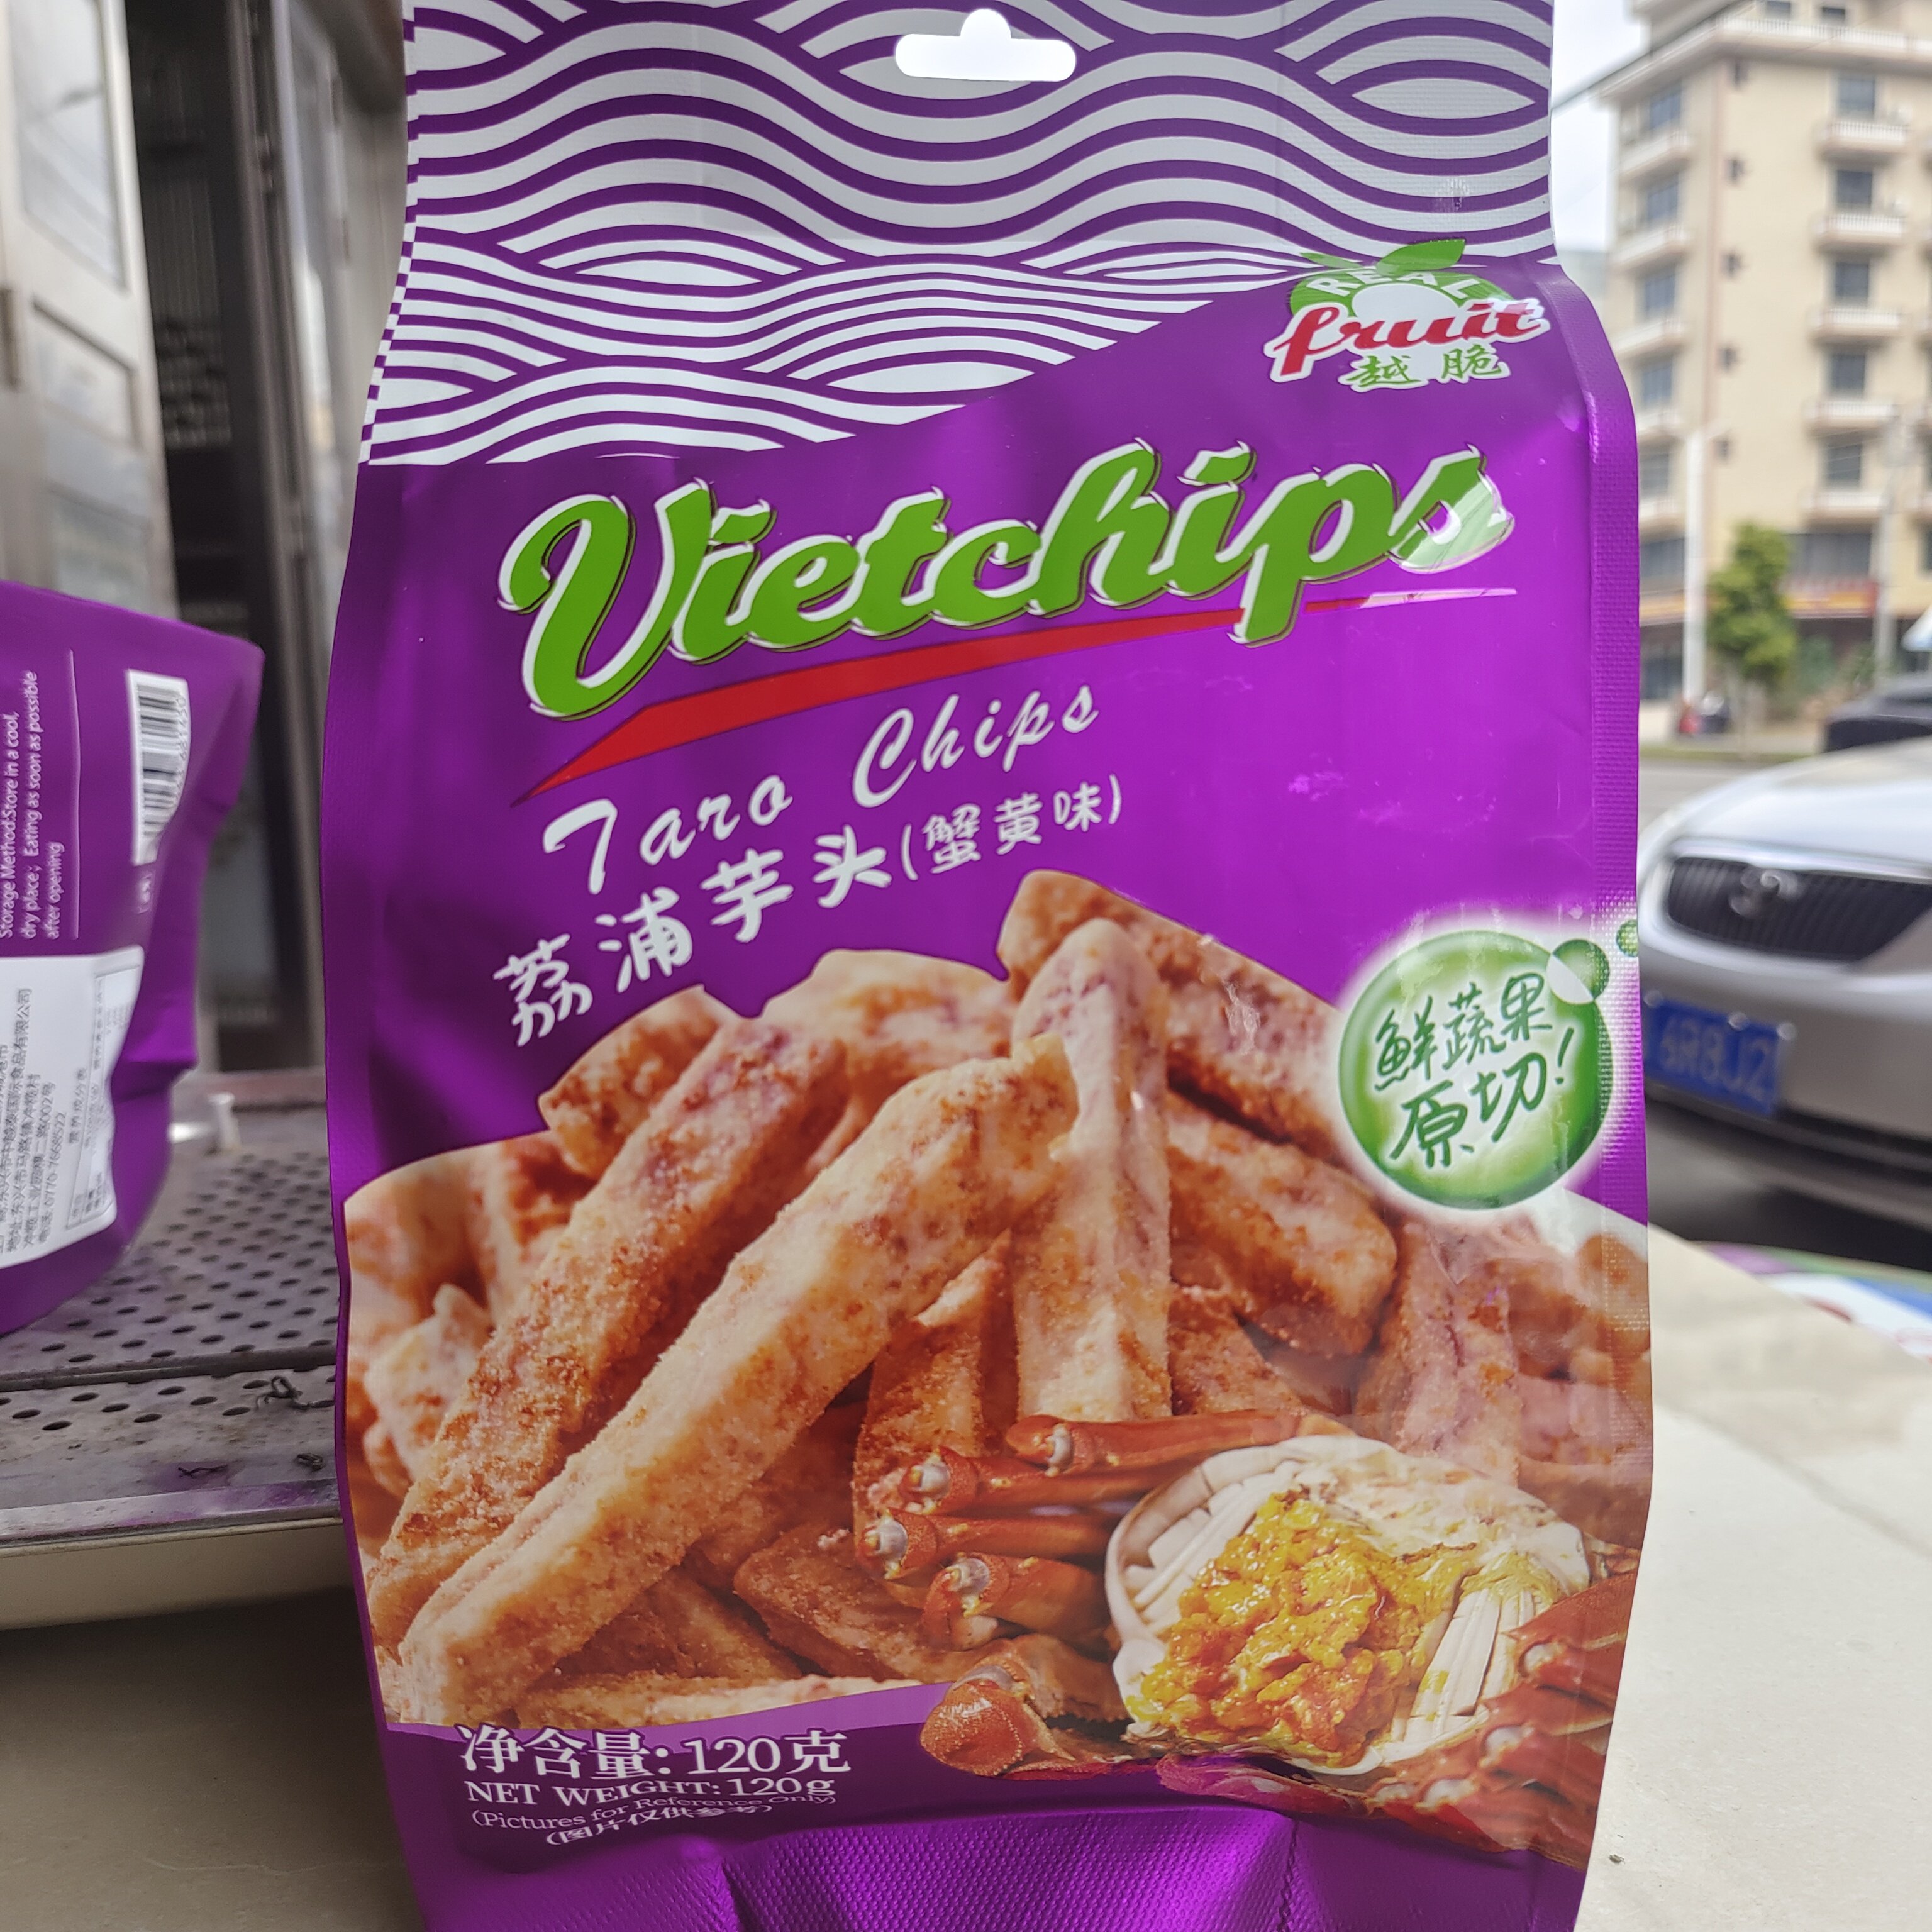 REAL
fruit
越脆
Vietchips
Taro Chips
荔浦芋头(蟹黄味)
鲜蔬果
原切!
净含量:120克
NET WEIGHT:120g
(Pictures for Reference Only)
(图片仅供参考)
Storage Method:Store in a cool,
dry place; Eating as soon as possible
after opening